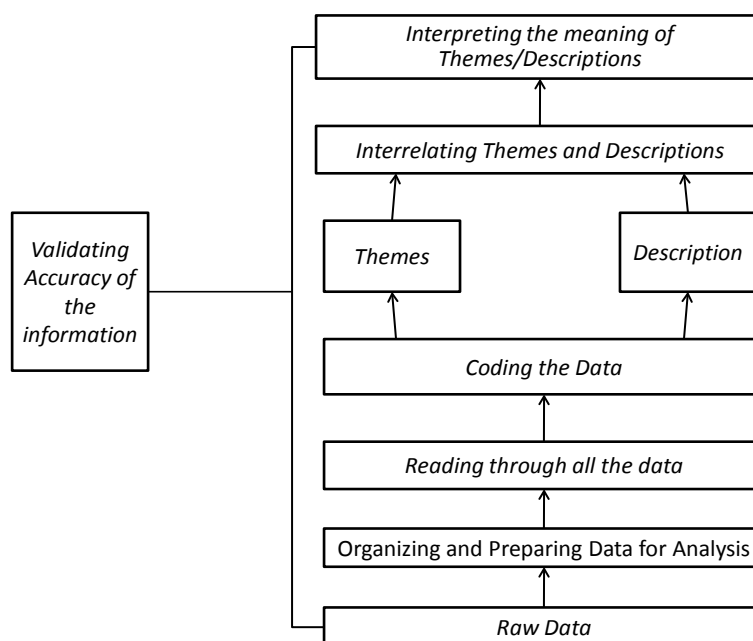 Interpreting the meaning of
Themes/Descriptions
Interrelating Themes and Descriptions
Validating
Accuracy of
the
information
Themes
Description
Coding the Data
Reading through all the data
Organizing and Preparing Data for Analysis
Raw Data